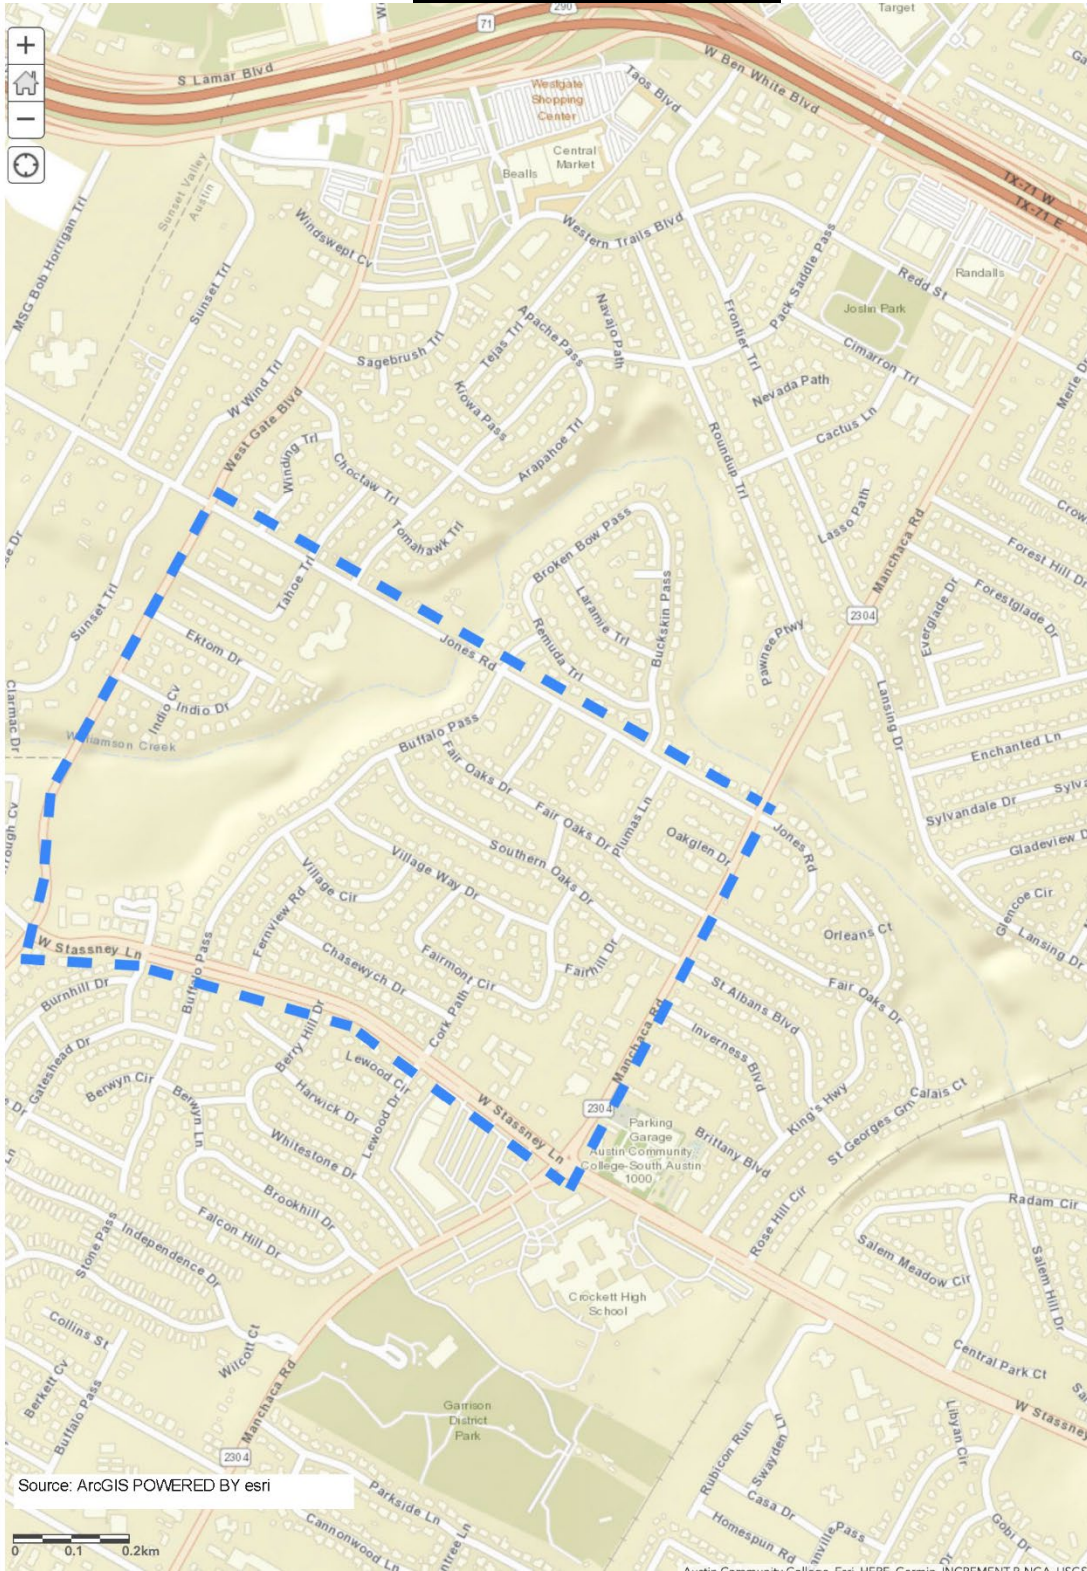 290
Target
71
S Lamar Blvd
W Ben White Blvd
Taos Blvd
Westgate
Shopping
Center
Central
Market
Bealls
TX-71 W
TX-71 E
Sunset Valley
Austin
MSG Bob Horrigan Trl
Windswept Cv
Western Trails Blvd
Pack Saddle Pass
Redd St
Randalls
Sunset Trl
Joslin Park
Navajo Path
Apache Pass
Tejas Trl
Sagebrush Trl
Frontier Trl
Cimarron Trl
Merle Dr
Nevada Path
W Wind Trl
Kiowa Pass
West Gate Blvd
Cactus Ln
Arapahoe Trl
Roundup Trl
Winding Trl
Choctaw Trl
Lasso Path
Tomahawk Trl
Broken Bow Pass
Manchaca Rd
Forest Hill Dr
Forestglade Dr
Everglade Dr
Tahoe Trl
Laramie Trl
Buckskin Pass
2304
Sunset Trl
Ektom Dr
Jones Rd
Remuda Trl
Pawnee Ptwy
Lansing Dr
Clarmac Dr
Indio Cv
Indio Dr
Williamson Creek
Buffalo Pass
Enchanted Ln
Fair Oaks Dr
Sylvandale Dr
Fair Oaks Dr
Plumas Ln
Oakglen Dr
Jones Rd
Gladeview D
Southern Oaks Dr
Village Way Dr
Village Cir
Fernview Rd
Glencoe Cir
Orleans Ct
Lansing Dr
W Stassney Ln
Buffalo Pass
Chasewych Dr
Fairmont Cir
Fairhill Dr
St Albans Blvd
Fair Oaks Dr
Burnhill Dr
Cork Path
Manchaca Rd
Berry Hill Dr
Inverness Blvd
Gateshead Dr
Lewood Cir
Berwyn Cir
Berwyn Ln
Harwick Dr
Lewood Dr
W Stassney Ln
King's Hwy
Calais Ct
St Georges Grn
2304
Parking
Garage
Austin Community
College-South Austin
1000
Brittany Blvd
Whitestone Dr
Brookhill Dr
Rose Hill Cir
Radam Cir
Falcon Hill Dr
Stone Pass
Independence Dr
Salem Meadow Cir
Salem Hill Dr
Crockett High
School
Collins St
Wilcott Ct
Central Park Ct
Berkett Cv
Buffalo Pass
Manchaca Rd
Garrison
District
Park
W Stassney
Libyan Cir
Rubicon Run
Swayden Ln
2304
Source: ArcGIS POWERED BY esri
Parkside Ln
Casa Dr
Gobi Dr
Cannonwood Ln
Homespun Rd
0 0.1 0.2km
Austin Community College, Esri, HERE, Garmin, INCREMENT P, NGA, USGS